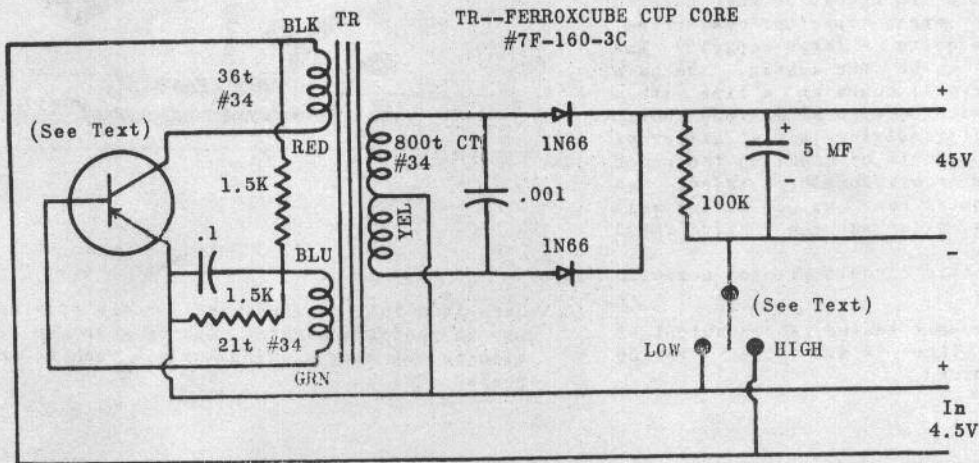 BLK
TR
TR--FERROXCUBE CUP CORE
#7F-160-3C
36t
#34
(See Text)
RED
800t CT
#34
1N66
+
+
5 MF
-
45V
1.5K
.001
100K
YEL
.1
BLU
1N66
-
1.5K
(See Text)
21t #34
LOW
HIGH
GRN
+
In
4.5V